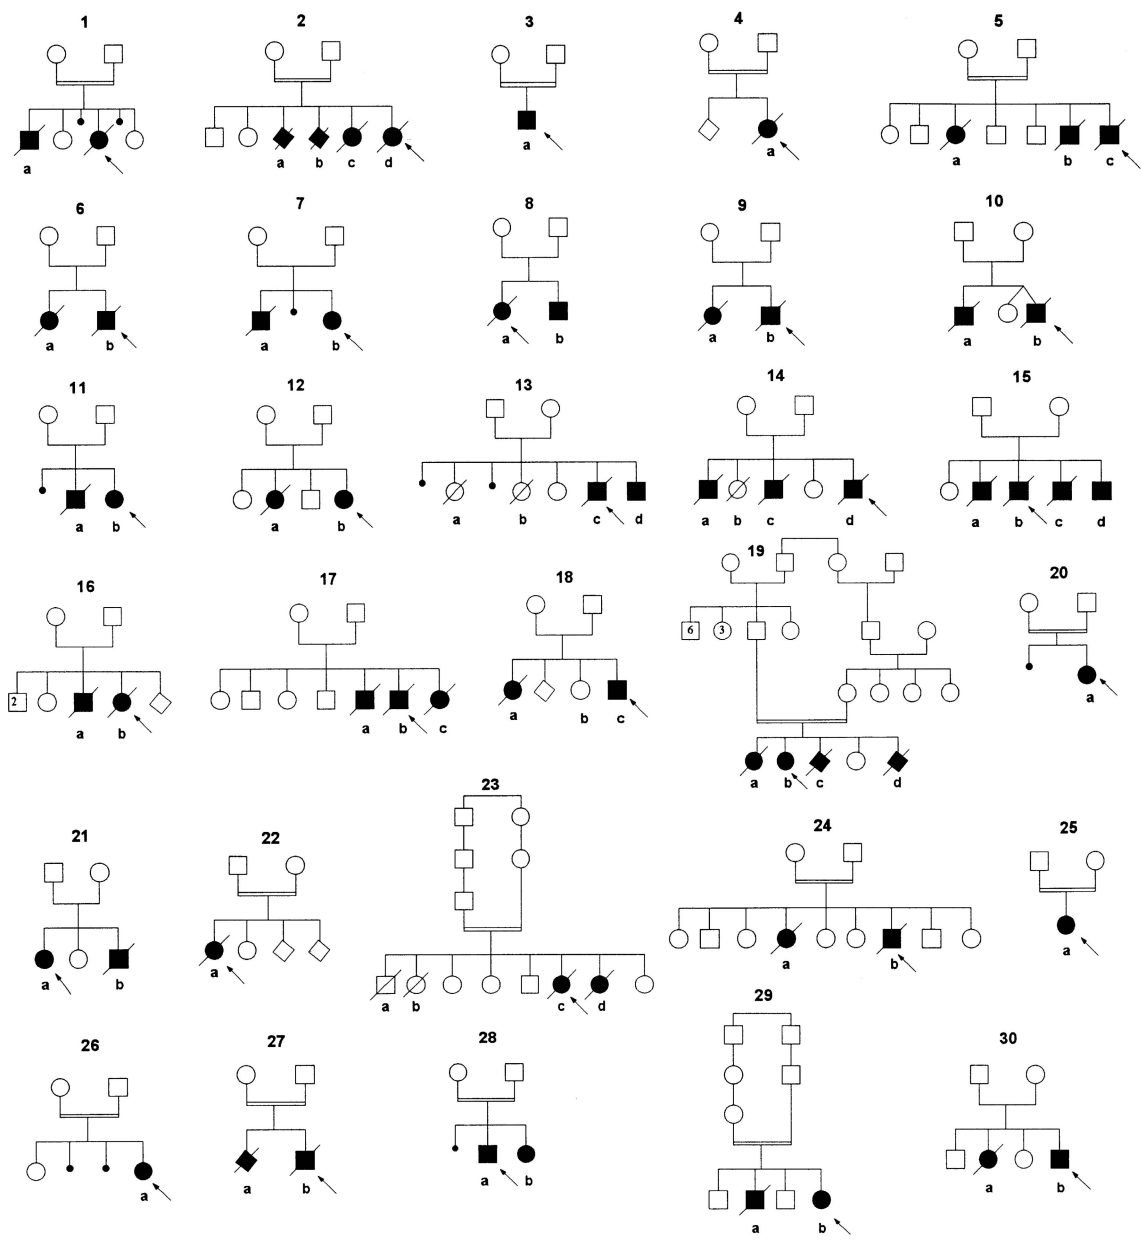 1 2 3 4 5
a a b c d a a a b c
6 7 8 9 10
a b a b a b a b a b
11 12 13 14 15
a b a b a b c d a b c d a b c d
16 17 18 19 20
2 6 3
a b a b c a b c a b c d a
21 22 23 24 25
a b a a b c d a b a
26 27 28 29 30
a a b a b a b a b